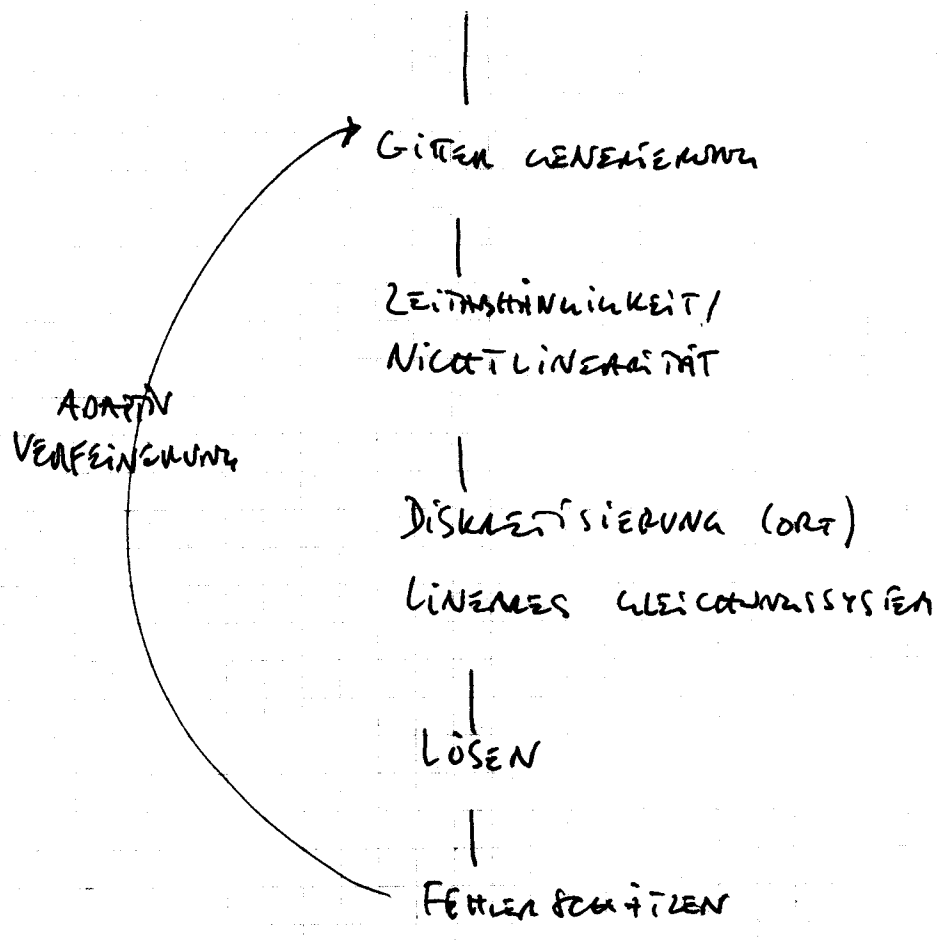 GITTER GENERIERUNG
ZEITABHÄNGIGKEIT/
NICHTLINEARITÄT
ADAPTIV
VERFEINERUNG
DISKRETISIERUNG (ORT)
LINEARES GLEICHUNGSSYSTEM
LÖSEN
FEHLER SCHÄTZEN